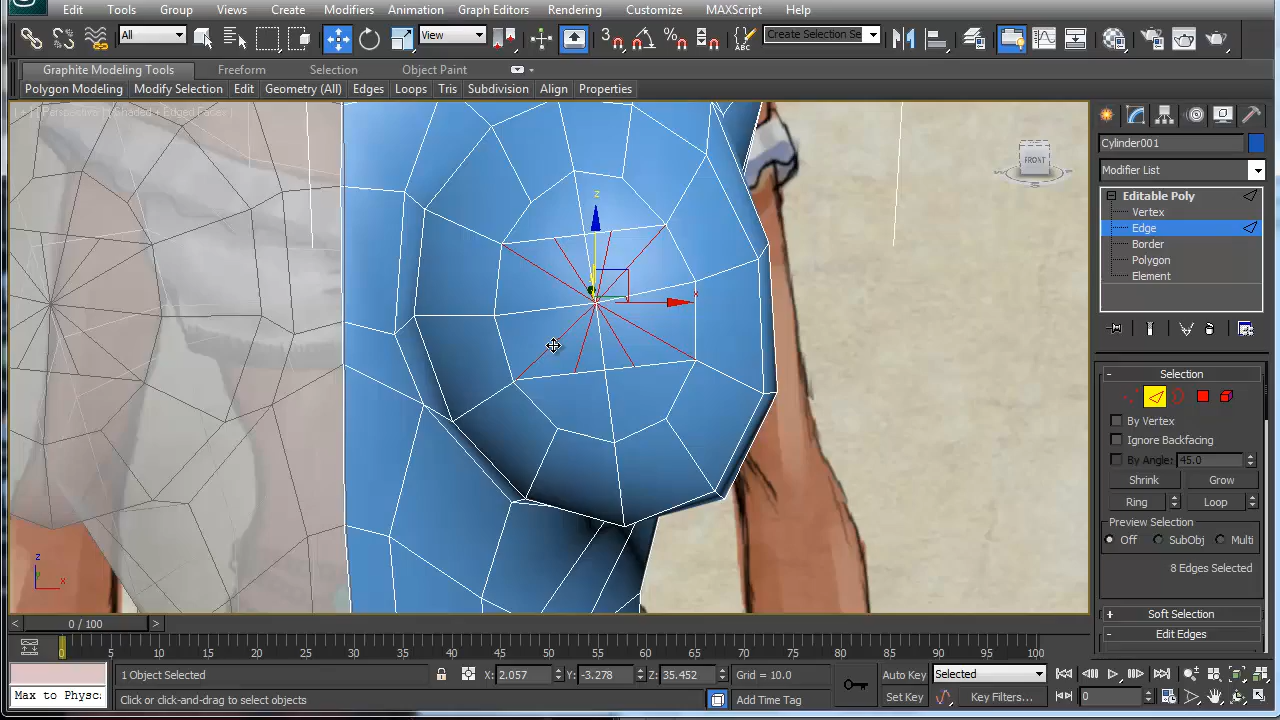 Edit Tools Group Views Create Modifiers Animation Graph Editors Rendering Customize MAXScript Help
All View Create Selection Se
Graphite Modeling Tools Freeform Selection Object Paint
Polygon Modeling Modify Selection Edit Geometry (All) Edges Loops Tris Subdivision Align Properties
[ + ] [ Perspective ] [ Shaded + Edged Faces ]
FRONT
z
x
z
y
x
Cylinder001
Modifier List
Editable Poly
Vertex
Edge
Border
Polygon
Element
- Selection
By Vertex
Ignore Backfacing
By Angle: 45.0
Shrink Grow
Ring Loop
Preview Selection
Off SubObj Multi
8 Edges Selected
+ Soft Selection
- Edit Edges
< 0 / 100 >
0 5 10 15 20 25 30 35 40 45 50 55 60 65 70 75 80 85 90 95 100
1 Object Selected X: 2.057 Y: -3.278 Z: 35.452 Grid = 10.0 Auto Key Selected
Max to Physc
Click or click-and-drag to select objects Add Time Tag Set Key Key Filters... 0